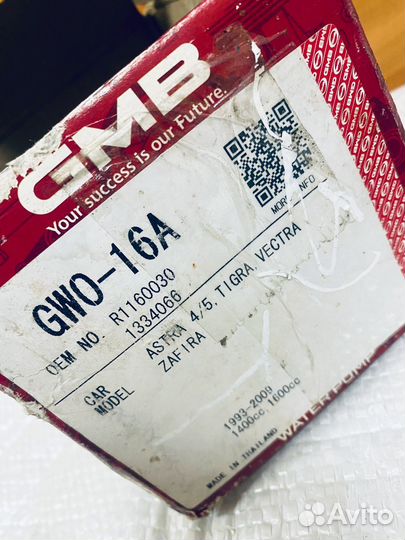 GMB
Your success is our Future.
GWO-16A
MORE INFO
OEM NO R1160030
1334066
CAR MODEL ASTRA 4/5. TIGRA VECTRA
ZAFIRA
1993-2009
1400cc, 1600cc
MADE IN THAILAND
WATER PUMP
GMB
Avito